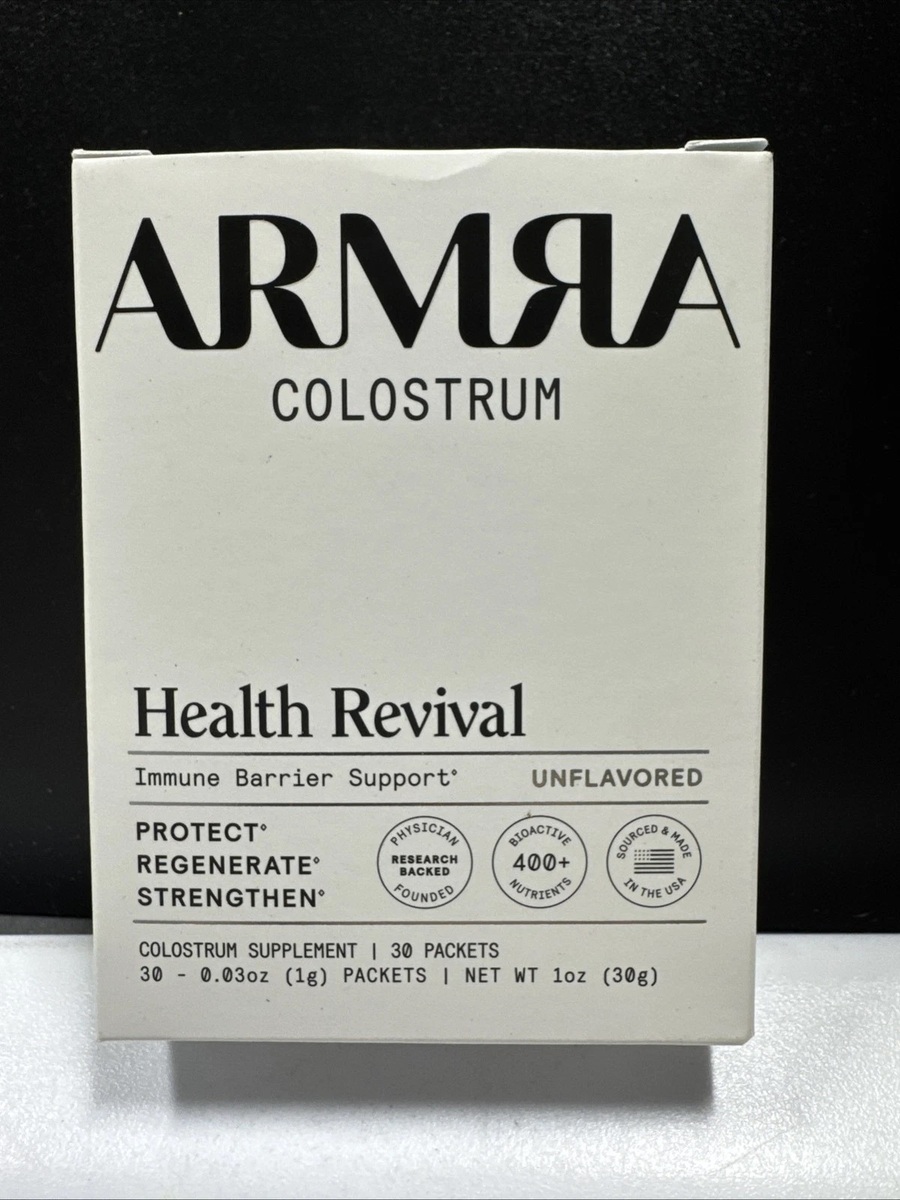 ARMRA
COLOSTRUM
Health Revival
Immune Barrier Support° UNFLAVORED
PROTECT°
REGENERATE°
STRENGTHEN°
PHYSICIAN
RESEARCH
BACKED
FOUNDED
BIOACTIVE
400+
NUTRIENTS
SOURCED & MADE
IN THE USA
COLOSTRUM SUPPLEMENT | 30 PACKETS
30 - 0.03oz (1g) PACKETS | NET WT 1oz (30g)